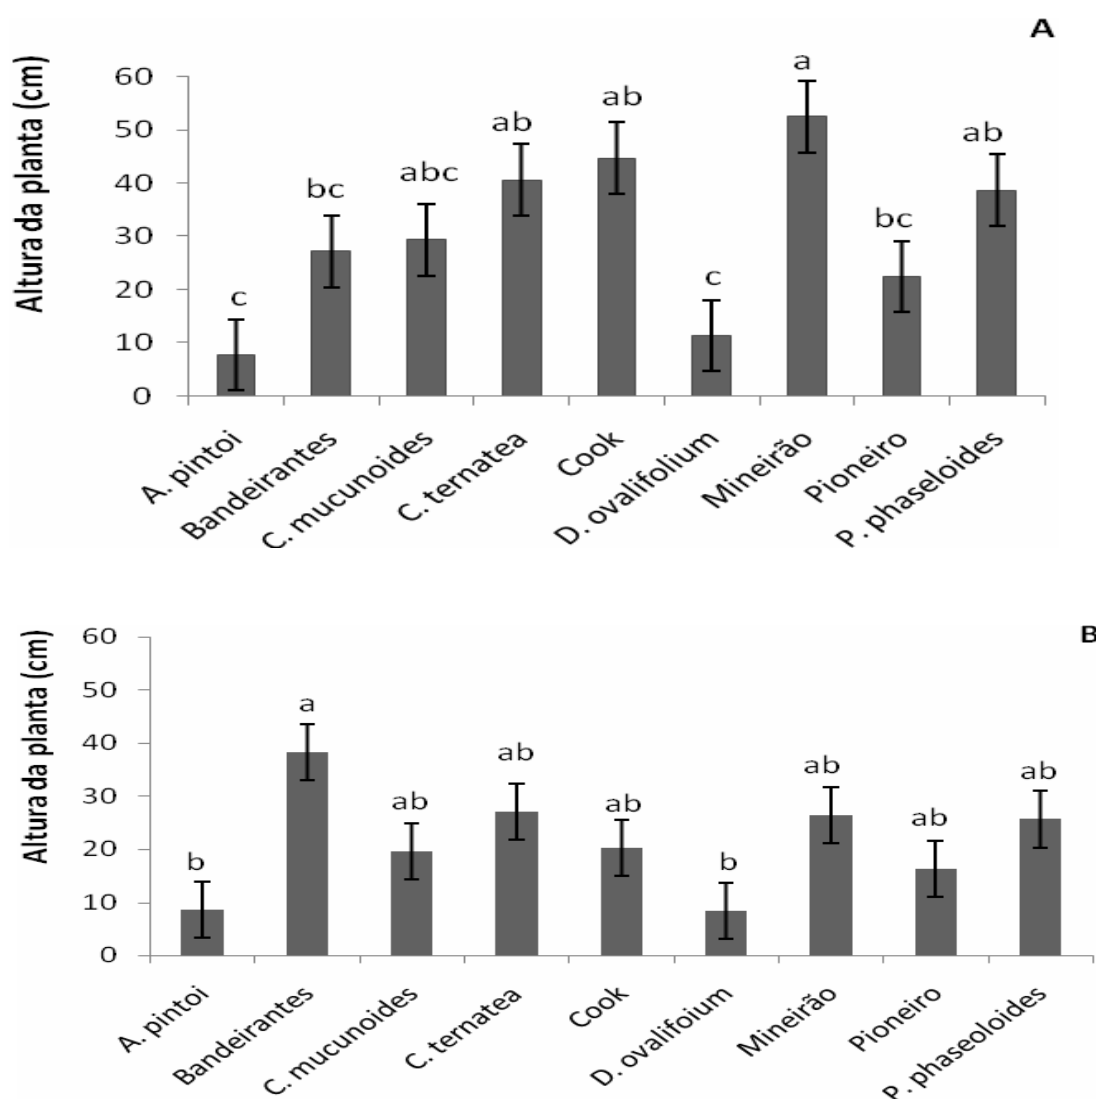 A
Altura da planta (cm)
60
50
40
30
20
10
0
c
bc
abc
ab
ab
c
a
bc
ab
A. pintoi
Bandeirantes
C. mucunoides
C. ternatea
Cook
D. ovalifolium
Mineirão
Pioneiro
P. phaseloides
B
Altura da planta (cm)
60
50
40
30
20
10
0
b
a
ab
ab
ab
b
ab
ab
ab
A. pintoi
Bandeirantes
C. mucunoides
C. ternatea
Cook
D. ovalifoium
Mineirão
Pioneiro
P. phaseoloides